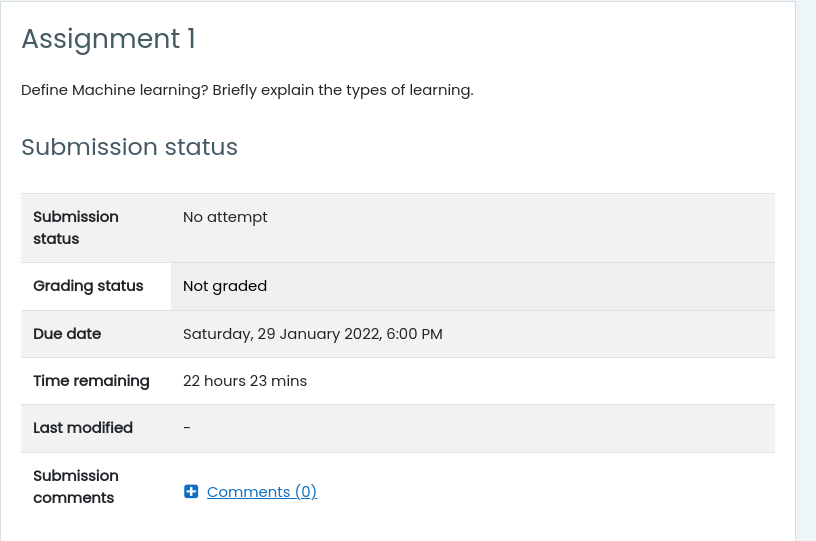 Assignment 1
Define Machine learning? Briefly explain the types of learning.
Submission status
Submission status No attempt
Grading status Not graded
Due date Saturday, 29 January 2022, 6:00 PM
Time remaining 22 hours 23 mins
Last modified -
Submission comments Comments (0)